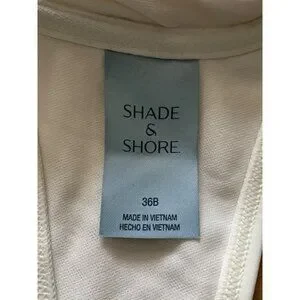 SHADE
&
SHORE.
36B
MADE IN VIETNAM
HECHO EN VIETNAM